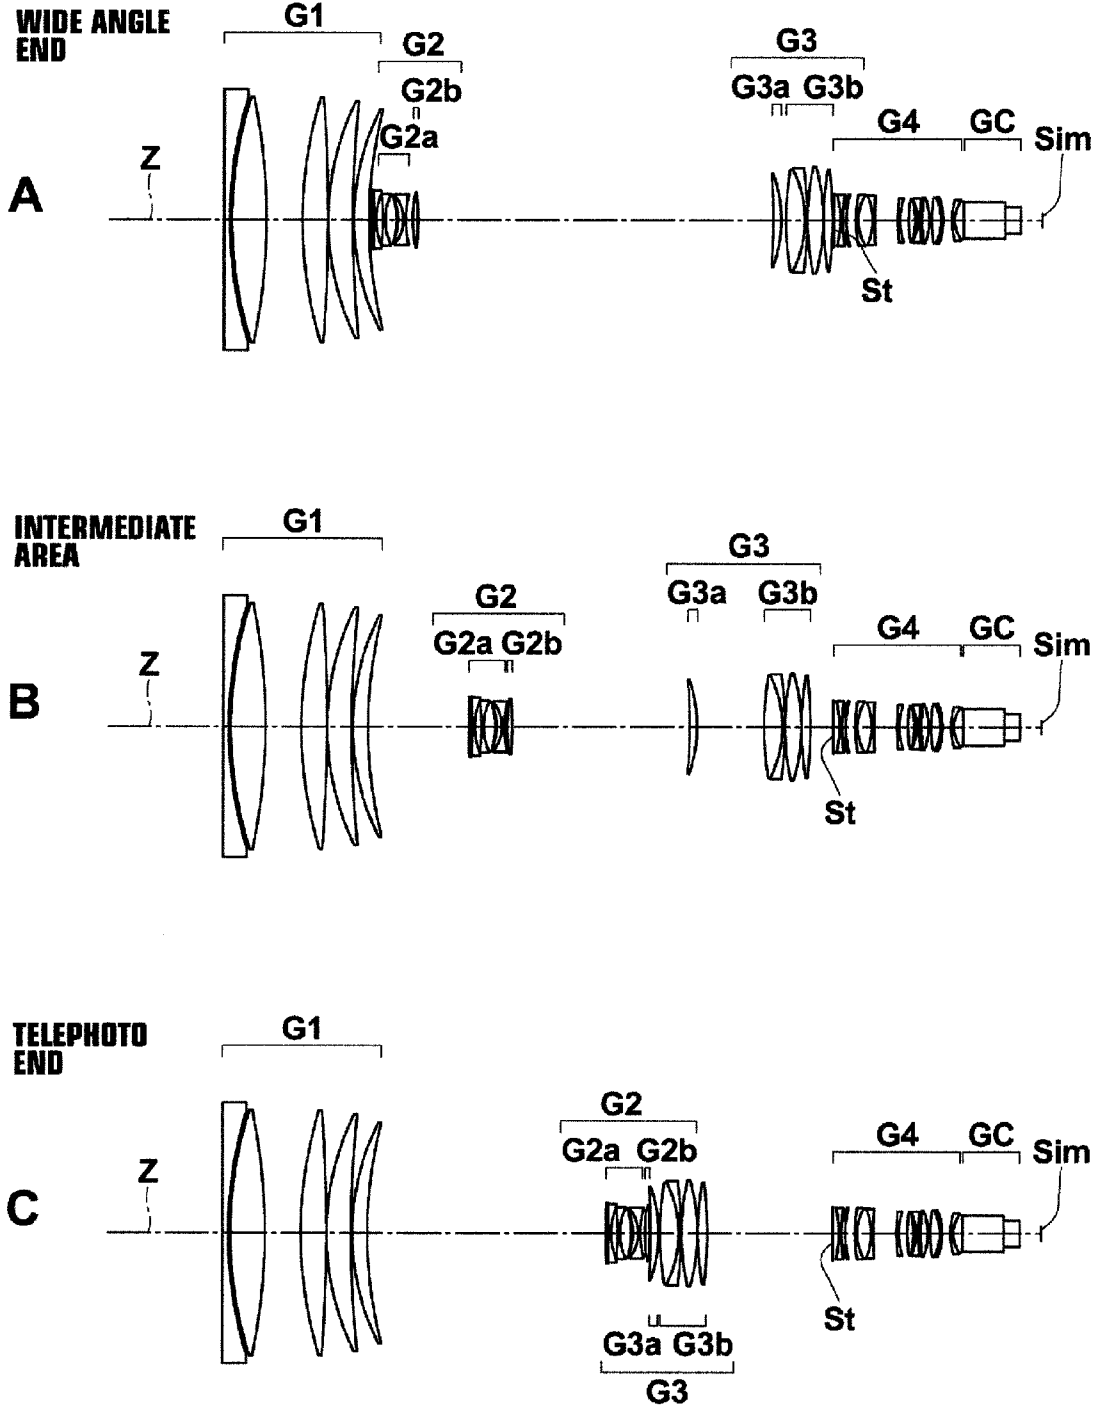 WIDE ANGLE
END
G1
G2
G2b
G2a
G3
G3a G3b
G4 GC Sim
Z
A
St
INTERMEDIATE
AREA
G1
G2
G2a G2b
G3
G3a G3b
G4 GC Sim
Z
B
St
TELEPHOTO
END
G1
G2
G2a G2b
G4 GC Sim
Z
C
St
G3a G3b
G3